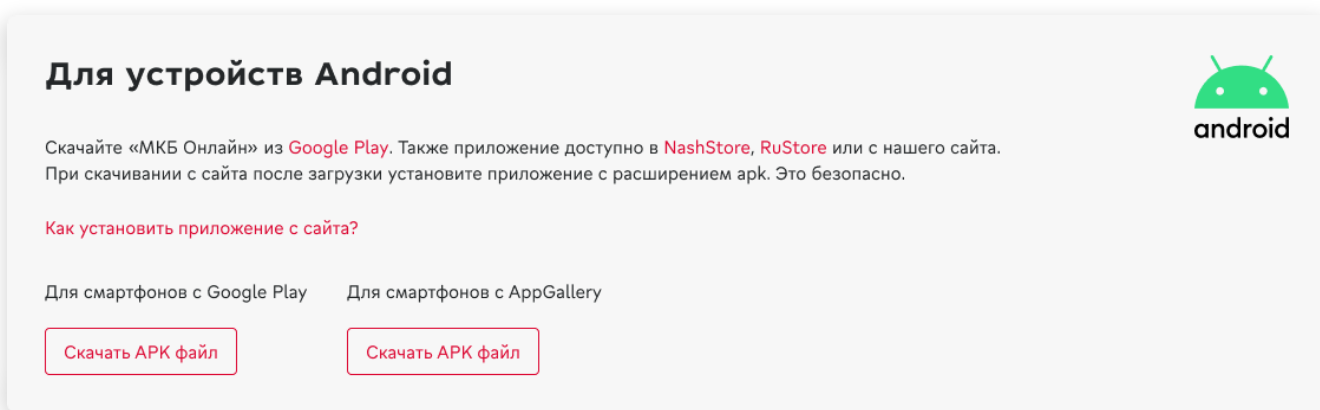 Для устройств Android
android
Скачайте «МКБ Онлайн» из Google Play. Также приложение доступно в NashStore, RuStore или с нашего сайта.
При скачивании с сайта после загрузки установите приложение с расширением apk. Это безопасно.
Как установить приложение с сайта?
Для смартфонов с Google Play Для смартфонов с AppGallery
Скачать APK файл Скачать APK файл